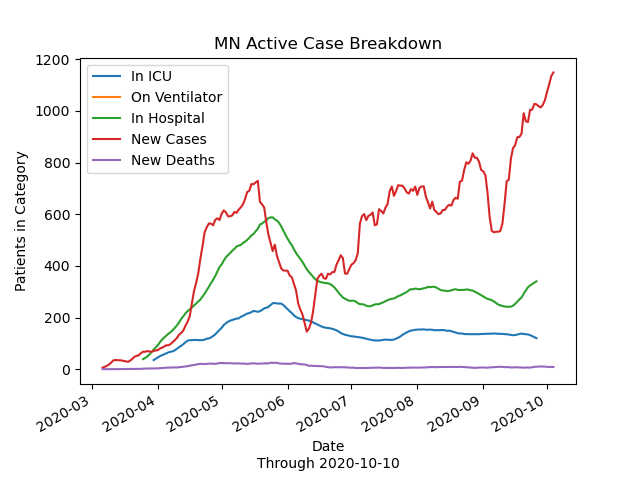 MN Active Case Breakdown
In ICU
On Ventilator
In Hospital
New Cases
New Deaths
Patients in Category
1200
1000
800
600
400
200
0
2020-03
2020-04
2020-05
2020-06
2020-07
2020-08
2020-09
2020-10
Date
Through 2020-10-10